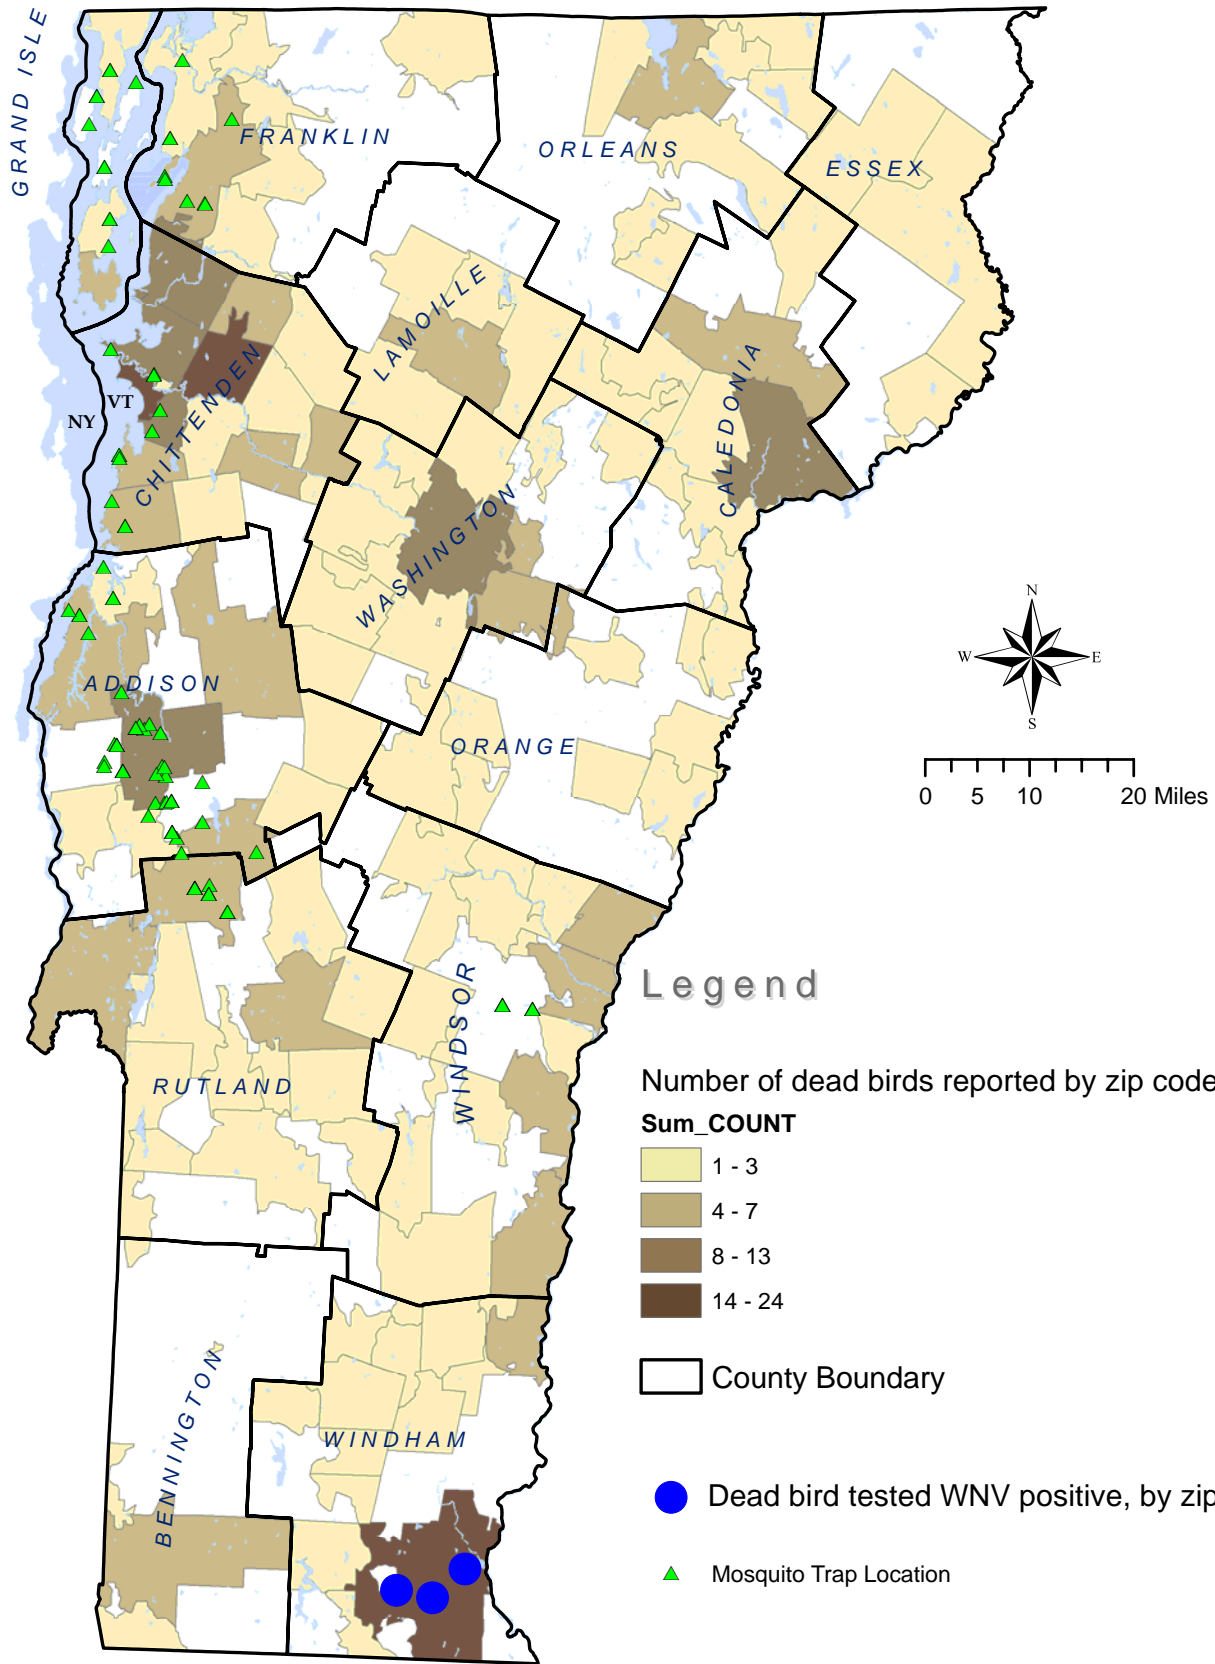 GRAND ISLE
FRANKLIN
ORLEANS
ESSEX
LAMOILLE
CHITTENDEN
CALEDONIA
NY
VT
WASHINGTON
ADDISON
ORANGE
N
W
E
S
0 5 10 20 Miles
WINDSOR
RUTLAND
BENNINGTON
WINDHAM
Legend
Number of dead birds reported by zip code
Sum_COUNT
1 - 3
4 - 7
8 - 13
14 - 24
County Boundary
Dead bird tested WNV positive, by zip
Mosquito Trap Location